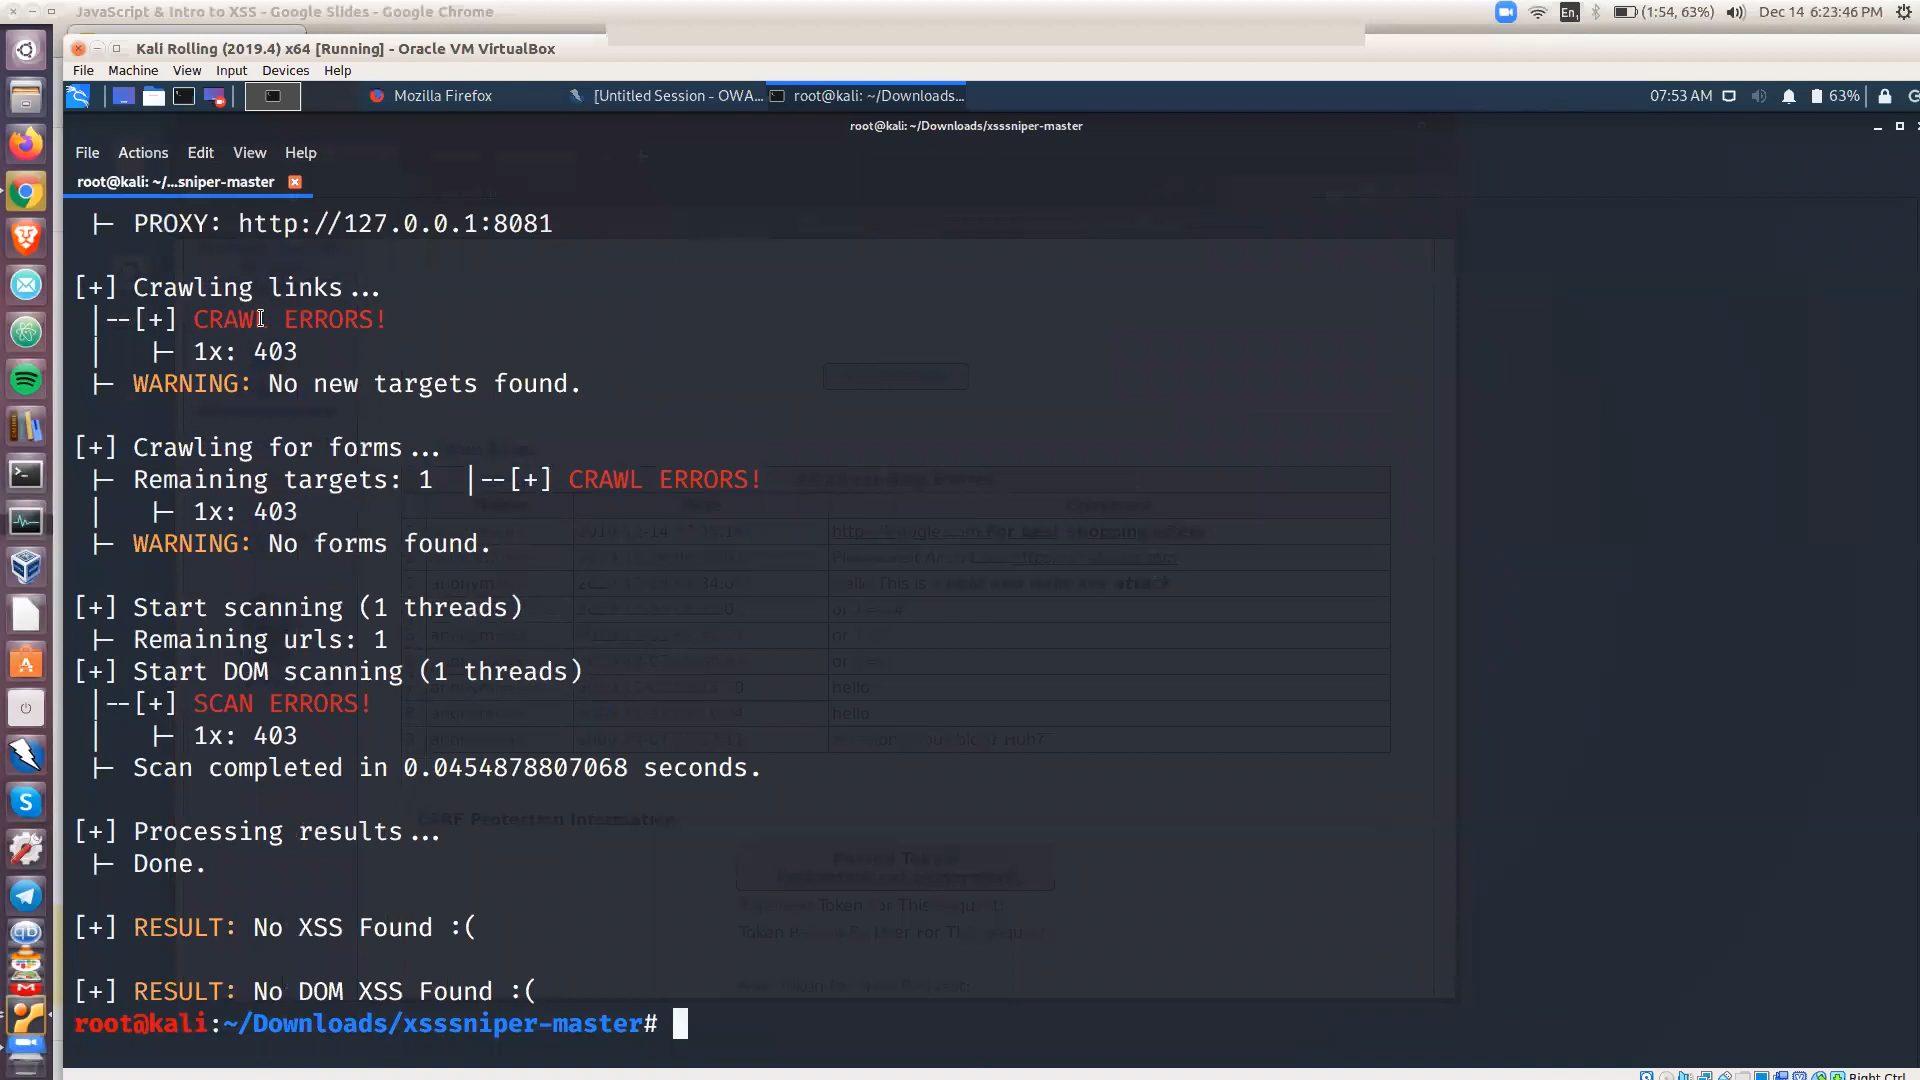 JavaScript & Intro to XSS - Google Slides - Google Chrome
En1
(1:54, 63%)
Dec 14 6:23:46 PM
Kali Rolling (2019.4) x64 [Running] - Oracle VM VirtualBox
File Machine View Input Devices Help
Mozilla Firefox
[Untitled Session - OWA...
root@kali: ~/Downloads...
07:53 AM
63%
root@kali: ~/Downloads/xsssniper-master
File Actions Edit View Help
root@kali: ~/...sniper-master
|- PROXY: http://127.0.0.1:8081
[+] Crawling links...
|--[+] CRAWL ERRORS!
| |- 1x: 403
|- WARNING: No new targets found.
[+] Crawling for forms...
|- Remaining targets: 1 |--[+] CRAWL ERRORS!
| |- 1x: 403
|- WARNING: No forms found.
[+] Start scanning (1 threads)
|- Remaining urls: 1
[+] Start DOM scanning (1 threads)
|--[+] SCAN ERRORS!
| |- 1x: 403
|- Scan completed in 0.0454878807068 seconds.
[+] Processing results...
|- Done.
[+] RESULT: No XSS Found :(
[+] RESULT: No DOM XSS Found :(
root@kali:~/Downloads/xsssniper-master#
Right Ctrl